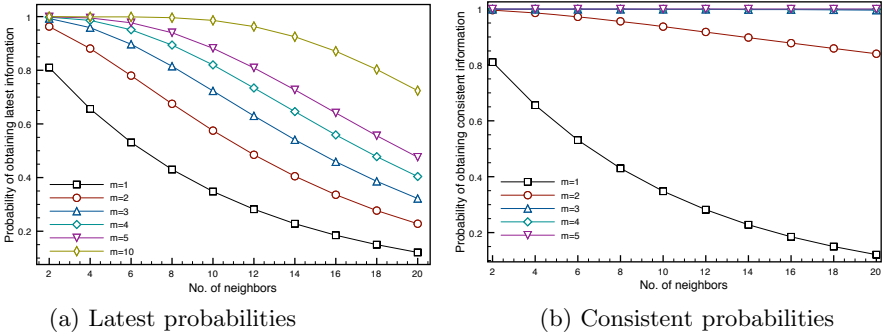 Probability of obtaining latest information
1
0.8
0.6
0.4
0.2
m=1
m=2
m=3
m=4
m=5
m=10
2 4 6 8 10 12 14 16 18 20
No. of neighbors
(a) Latest probabilities
Probability of obtaining consistent information
1
0.8
0.6
0.4
0.2
m=1
m=2
m=3
m=4
m=5
2 4 6 8 10 12 14 16 18 20
No. of neighbors
(b) Consistent probabilities